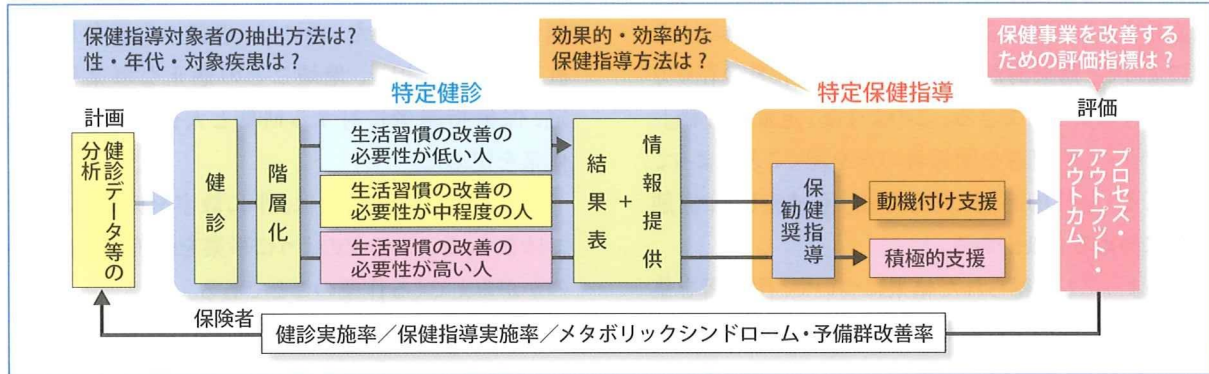 保健指導対象者の抽出方法は?
性・年代・対象疾患は?
効果的・効率的な
保健指導方法は?
保健事業を改善する
ための評価指標は?
特定健診
特定保健指導
計画
評価
健診データ等の
分析
健診
階層化
生活習慣の改善の
必要性が低い人
生活習慣の改善の
必要性が中程度の人
生活習慣の改善の
必要性が高い人
結果表
+
情報提供
保健指導
勧奨
動機付け支援
積極的支援
プロセス・
アウトプット・
アウトカム
保険者
健診実施率/保健指導実施率/メタボリックシンドローム・予備群改善率